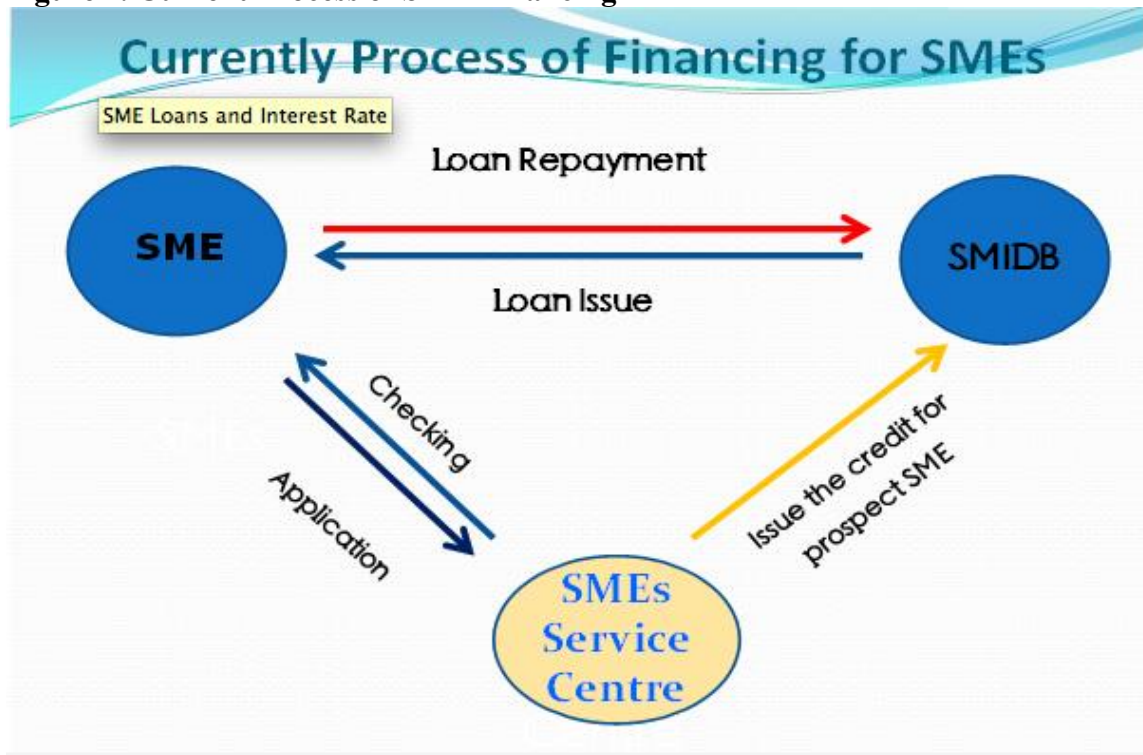 Currently Process of Financing for SMEs
SME Loans and Interest Rate
Loan Repayment
SME
SMIDB
Loan Issue
Checking
Application
Issue the credit for
prospect SME
SMEs
Service
Centre